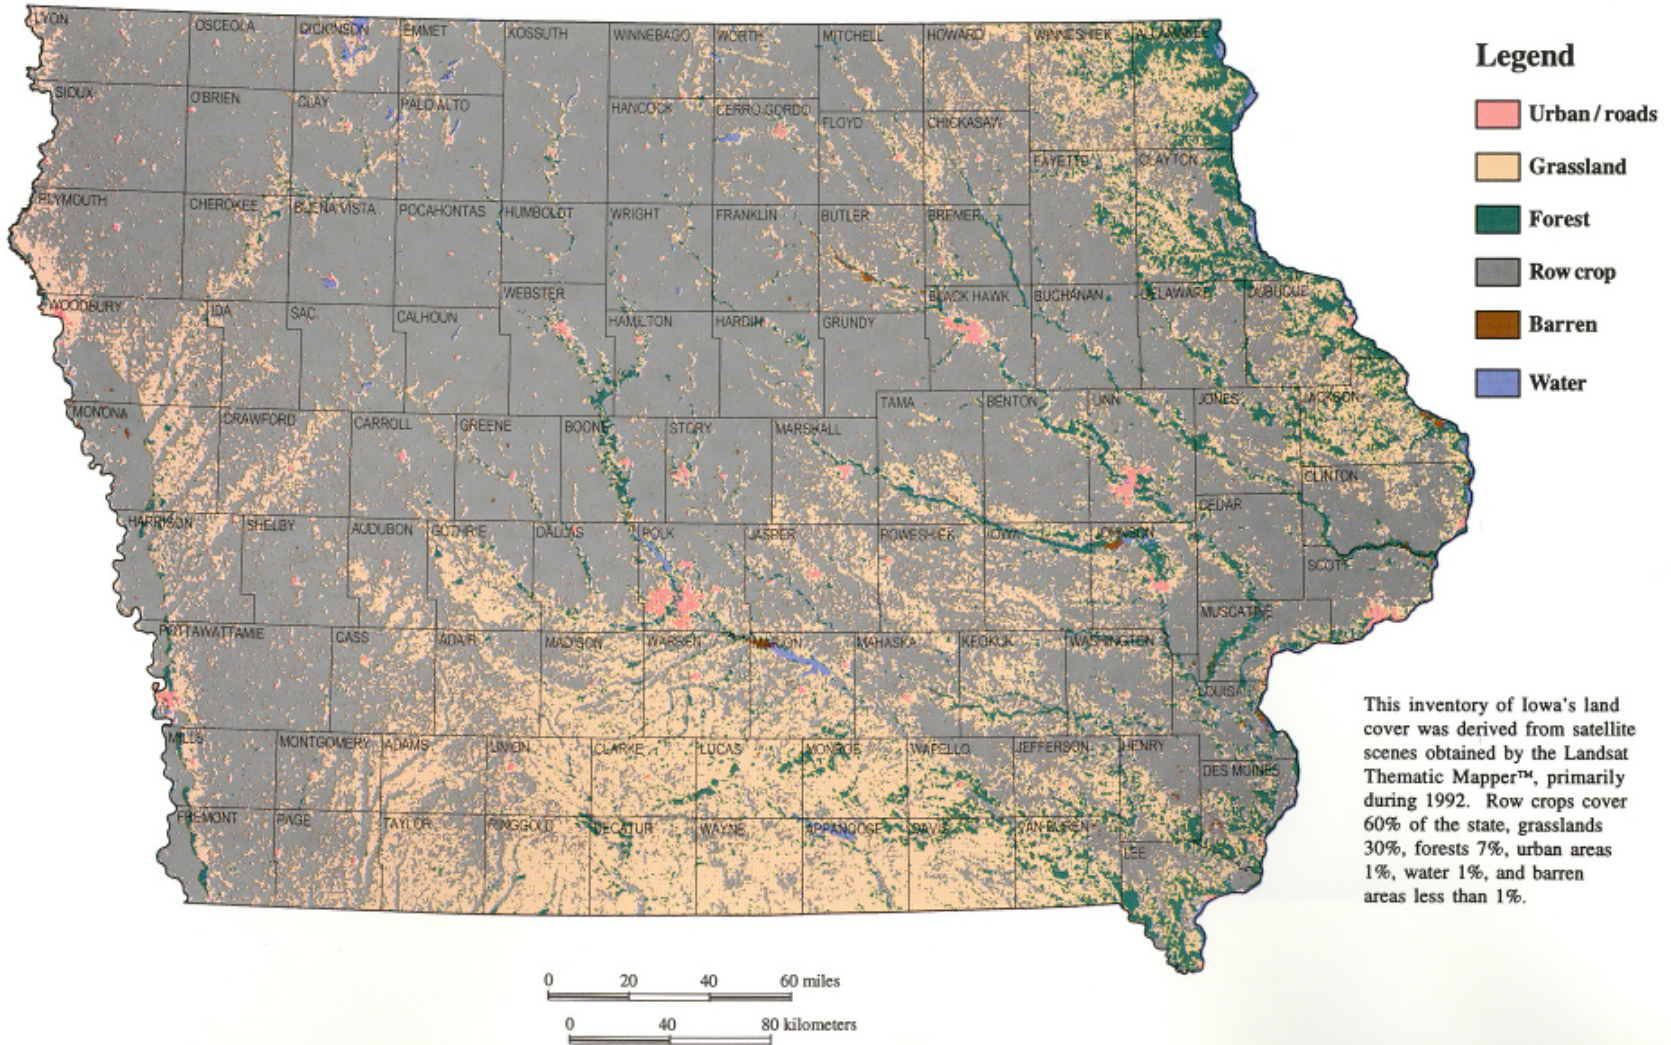 LYON
OSCEOLA
DICKINSON
EMMET
KOSSUTH
WINNEBAGO
WORTH
MITCHELL
HOWARD
WINNESHIEK
ALLAMAKEE
SIOUX
O'BRIEN
CLAY
PALO ALTO
HANCOCK
CERRO GORDO
FLOYD
CHICKASAW
FAYETTE
CLAYTON
PLYMOUTH
CHEROKEE
BUENA VISTA
POCAHONTAS
HUMBOLDT
WRIGHT
FRANKLIN
BUTLER
BREMER
WOODBURY
IDA
SAC
CALHOUN
WEBSTER
HAMILTON
HARDIN
GRUNDY
BLACK HAWK
BUCHANAN
DELAWARE
DUBUQUE
MONONA
CRAWFORD
CARROLL
GREENE
BOONE
STORY
MARSHALL
TAMA
BENTON
LINN
JONES
JACKSON
CLINTON
CEDAR
HARRISON
SHELBY
AUDUBON
GUTHRIE
DALLAS
POLK
JASPER
POWESHIEK
IOWA
JOHNSON
SCOTT
MUSCATINE
POTTAWATTAMIE
CASS
ADAIR
MADISON
WARREN
MARION
MAHASKA
KEOKUK
WASHINGTON
LOUISA
MILLS
MONTGOMERY
ADAMS
UNION
CLARKE
LUCAS
MONROE
WAPELLO
JEFFERSON
HENRY
DES MOINES
FREMONT
PAGE
TAYLOR
RINGGOLD
DECATUR
WAYNE
APPANOOSE
DAVIS
VAN BUREN
LEE
Legend
Urban / roads
Grassland
Forest
Row crop
Barren
Water
This inventory of Iowa's land
cover was derived from satellite
scenes obtained by the Landsat
Thematic Mapper™, primarily
during 1992. Row crops cover
60% of the state, grasslands
30%, forests 7%, urban areas
1%, water 1%, and barren
areas less than 1%.
0 20 40 60 miles
0 40 80 kilometers